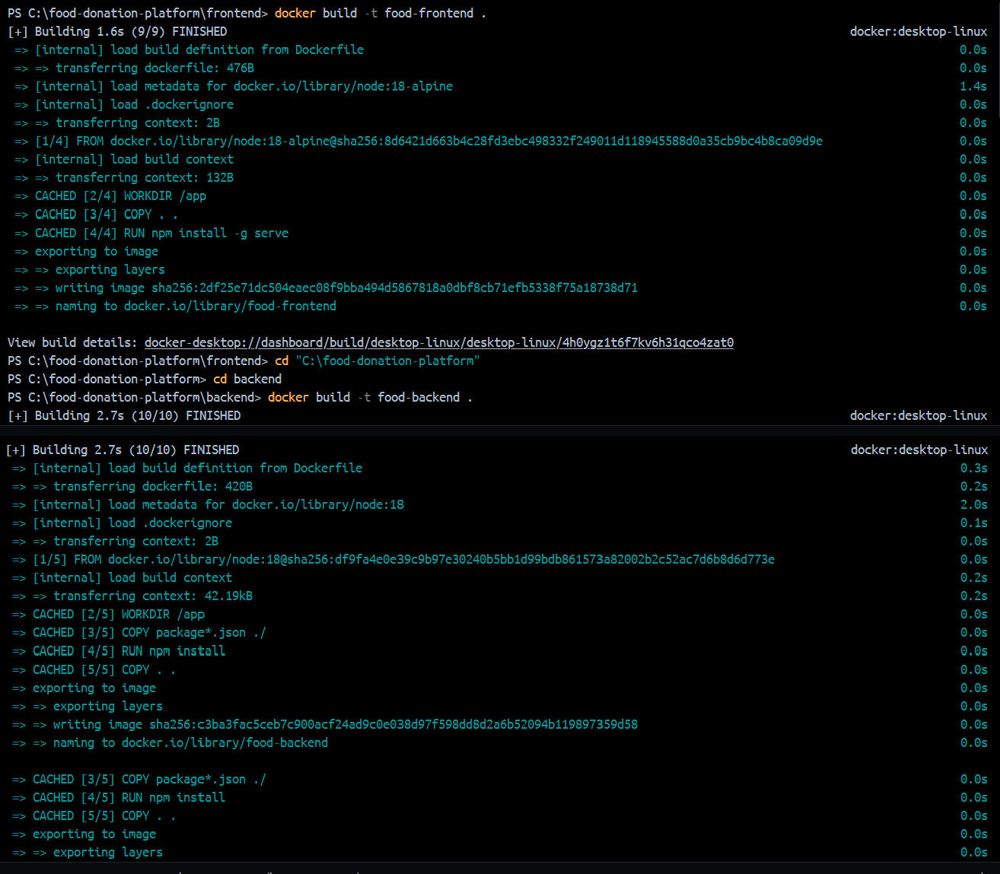 PS C:\food-donation-platform\frontend> docker build -t food-frontend .
[+] Building 1.6s (9/9) FINISHED docker:desktop-linux
=> [internal] load build definition from Dockerfile 0.0s
=> => transferring dockerfile: 476B 0.0s
=> [internal] load metadata for docker.io/library/node:18-alpine 1.4s
=> [internal] load .dockerignore 0.0s
=> => transferring context: 2B 0.0s
=> [1/4] FROM docker.io/library/node:18-alpine@sha256:8d6421d663b4c28fd3ebc498332f249011d118945588d0a35cb9bc4b8ca09d9e 0.0s
=> [internal] load build context 0.0s
=> => transferring context: 132B 0.0s
=> CACHED [2/4] WORKDIR /app 0.0s
=> CACHED [3/4] COPY . . 0.0s
=> CACHED [4/4] RUN npm install -g serve 0.0s
=> exporting to image 0.0s
=> => exporting layers 0.0s
=> => writing image sha256:2df25e71dc504eaec08f9bba494d5867818a0dbf8cb71efb5338f75a18738d71 0.0s
=> => naming to docker.io/library/food-frontend 0.0s
View build details: docker-desktop://dashboard/build/desktop-linux/desktop-linux/4h0ygz1t6f7kv6h31qco4zat0
PS C:\food-donation-platform\frontend> cd "C:\food-donation-platform"
PS C:\food-donation-platform> cd backend
PS C:\food-donation-platform\backend> docker build -t food-backend .
[+] Building 2.7s (10/10) FINISHED docker:desktop-linux
[+] Building 2.7s (10/10) FINISHED docker:desktop-linux
=> [internal] load build definition from Dockerfile 0.3s
=> => transferring dockerfile: 420B 0.2s
=> [internal] load metadata for docker.io/library/node:18 2.0s
=> [internal] load .dockerignore 0.1s
=> => transferring context: 2B 0.0s
=> [1/5] FROM docker.io/library/node:18@sha256:df9fa4e0e39c9b97e30240b5bb1d99bdb861573a82002b2c52ac7d6b8d6d773e 0.0s
=> [internal] load build context 0.2s
=> => transferring context: 42.19kB 0.2s
=> CACHED [2/5] WORKDIR /app 0.0s
=> CACHED [3/5] COPY package*.json ./ 0.0s
=> CACHED [4/5] RUN npm install 0.0s
=> CACHED [5/5] COPY . . 0.0s
=> exporting to image 0.0s
=> => exporting layers 0.0s
=> => writing image sha256:c3ba3fac5ceb7c900acf24ad9c0e038d97f598dd8d2a6b52094b119897359d58 0.0s
=> => naming to docker.io/library/food-backend 0.0s
=> CACHED [3/5] COPY package*.json ./ 0.0s
=> CACHED [4/5] RUN npm install 0.0s
=> CACHED [5/5] COPY . . 0.0s
=> exporting to image 0.0s
=> => exporting layers 0.0s